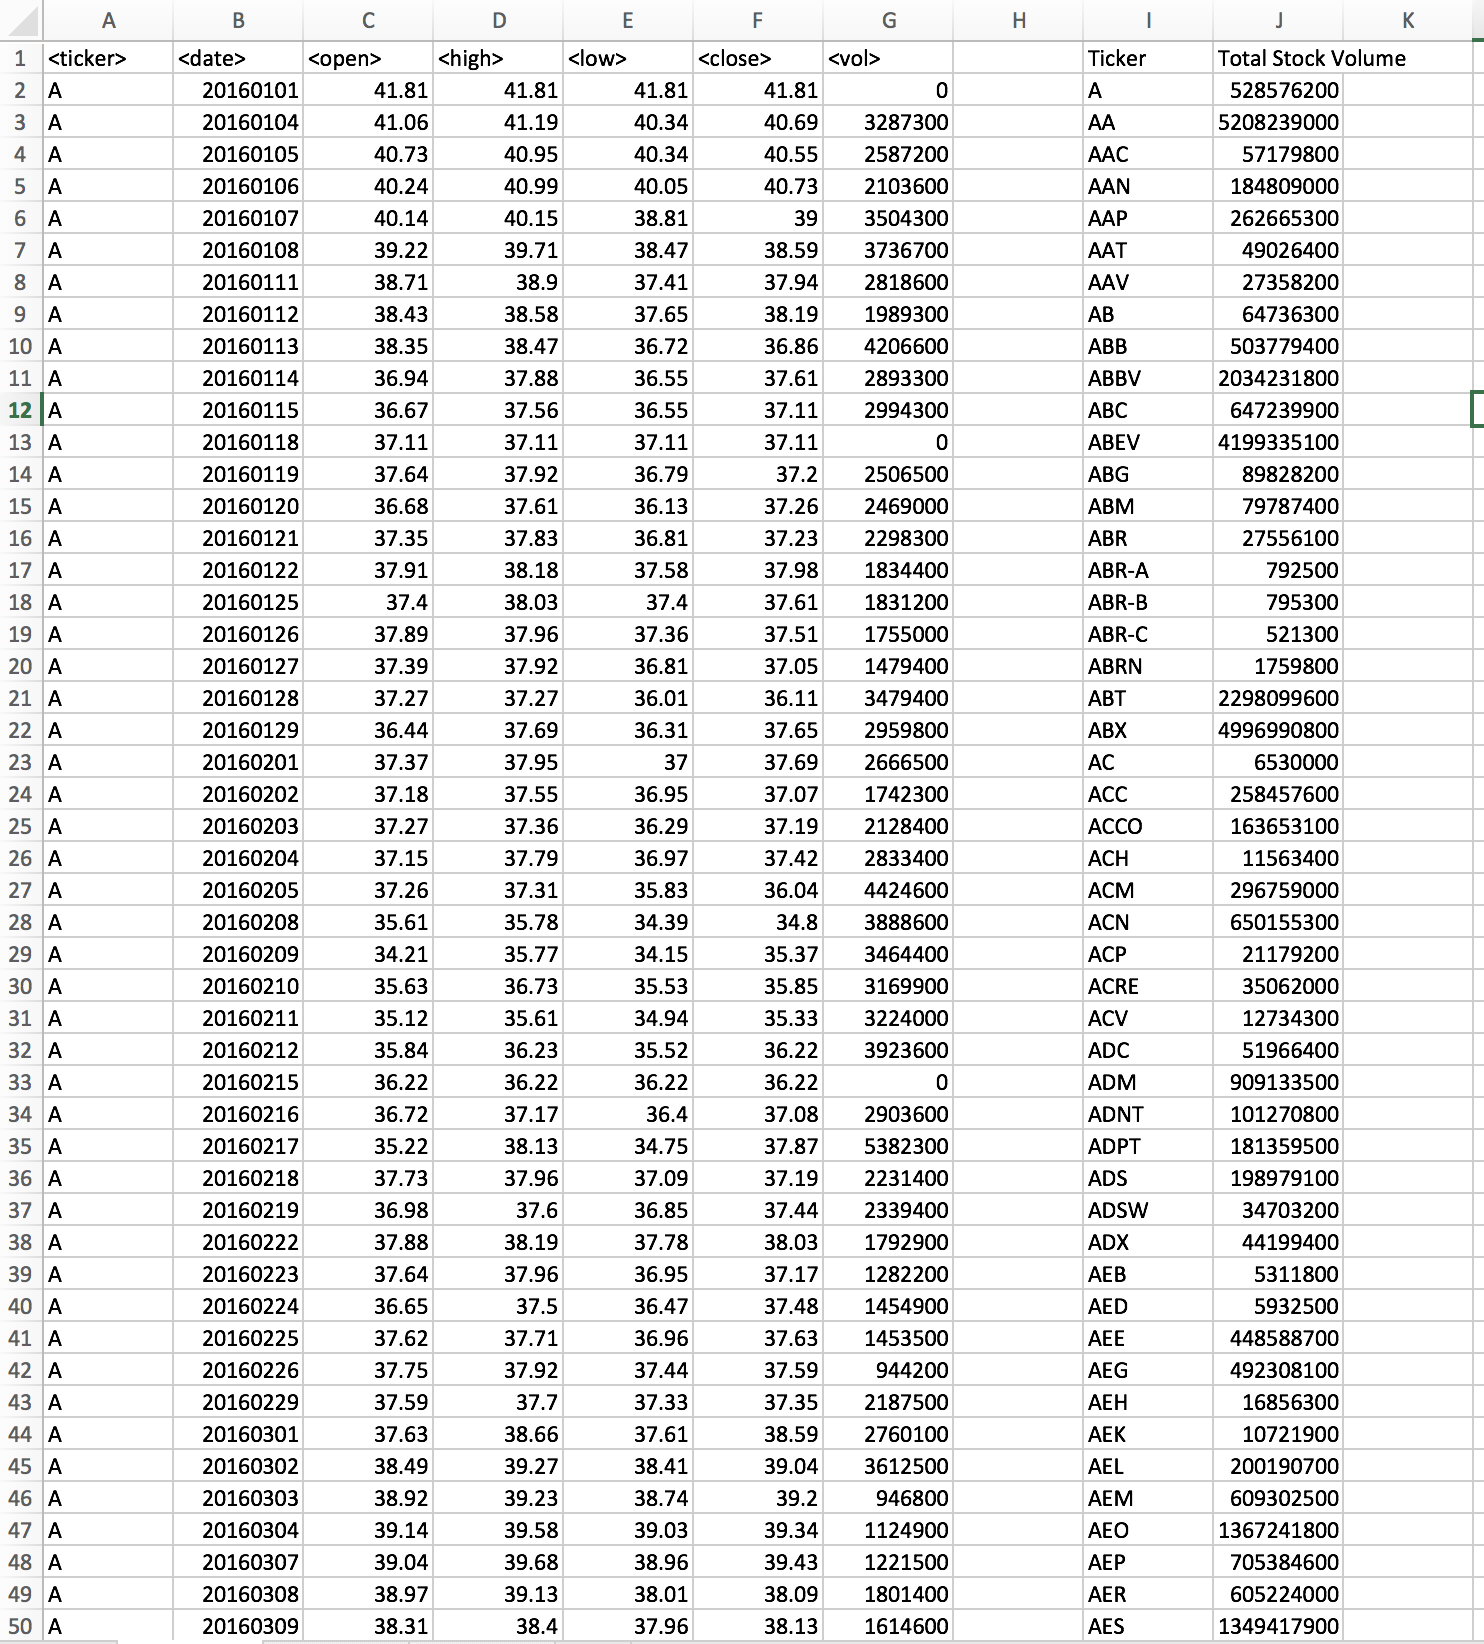 A B C D E F G H I J K
1 <ticker> <date> <open> <high> <low> <close> <vol> Ticker Total Stock Volume
2 A 20160101 41.81 41.81 41.81 41.81 0 A 528576200
3 A 20160104 41.06 41.19 40.34 40.69 3287300 AA 5208239000
4 A 20160105 40.73 40.95 40.34 40.55 2587200 AAC 57179800
5 A 20160106 40.24 40.99 40.05 40.73 2103600 AAN 184809000
6 A 20160107 40.14 40.15 38.81 39 3504300 AAP 262665300
7 A 20160108 39.22 39.71 38.47 38.59 3736700 AAT 49026400
8 A 20160111 38.71 38.9 37.41 37.94 2818600 AAV 27358200
9 A 20160112 38.43 38.58 37.65 38.19 1989300 AB 64736300
10 A 20160113 38.35 38.47 36.72 36.86 4206600 ABB 503779400
11 A 20160114 36.94 37.88 36.55 37.61 2893300 ABBV 2034231800
12 A 20160115 36.67 37.56 36.55 37.11 2994300 ABC 647239900
13 A 20160118 37.11 37.11 37.11 37.11 0 ABEV 4199335100
14 A 20160119 37.64 37.92 36.79 37.2 2506500 ABG 89828200
15 A 20160120 36.68 37.61 36.13 37.26 2469000 ABM 79787400
16 A 20160121 37.35 37.83 36.81 37.23 2298300 ABR 27556100
17 A 20160122 37.91 38.18 37.58 37.98 1834400 ABR-A 792500
18 A 20160125 37.4 38.03 37.4 37.61 1831200 ABR-B 795300
19 A 20160126 37.89 37.96 37.36 37.51 1755000 ABR-C 521300
20 A 20160127 37.39 37.92 36.81 37.05 1479400 ABRN 1759800
21 A 20160128 37.27 37.27 36.01 36.11 3479400 ABT 2298099600
22 A 20160129 36.44 37.69 36.31 37.65 2959800 ABX 4996990800
23 A 20160201 37.37 37.95 37 37.69 2666500 AC 6530000
24 A 20160202 37.18 37.55 36.95 37.07 1742300 ACC 258457600
25 A 20160203 37.27 37.36 36.29 37.19 2128400 ACCO 163653100
26 A 20160204 37.15 37.79 36.97 37.42 2833400 ACH 11563400
27 A 20160205 37.26 37.31 35.83 36.04 4424600 ACM 296759000
28 A 20160208 35.61 35.78 34.39 34.8 3888600 ACN 650155300
29 A 20160209 34.21 35.77 34.15 35.37 3464400 ACP 21179200
30 A 20160210 35.63 36.73 35.53 35.85 3169900 ACRE 35062000
31 A 20160211 35.12 35.61 34.94 35.33 3224000 ACV 12734300
32 A 20160212 35.84 36.23 35.52 36.22 3923600 ADC 51966400
33 A 20160215 36.22 36.22 36.22 36.22 0 ADM 909133500
34 A 20160216 36.72 37.17 36.4 37.08 2903600 ADNT 101270800
35 A 20160217 35.22 38.13 34.75 37.87 5382300 ADPT 181359500
36 A 20160218 37.73 37.96 37.09 37.19 2231400 ADS 198979100
37 A 20160219 36.98 37.6 36.85 37.44 2339400 ADSW 34703200
38 A 20160222 37.88 38.19 37.78 38.03 1792900 ADX 44199400
39 A 20160223 37.64 37.96 36.95 37.17 1282200 AEB 5311800
40 A 20160224 36.65 37.5 36.47 37.48 1454900 AED 5932500
41 A 20160225 37.62 37.71 36.96 37.63 1453500 AEE 448588700
42 A 20160226 37.75 37.92 37.44 37.59 944200 AEG 492308100
43 A 20160229 37.59 37.7 37.33 37.35 2187500 AEH 16856300
44 A 20160301 37.63 38.66 37.61 38.59 2760100 AEK 10721900
45 A 20160302 38.49 39.27 38.41 39.04 3612500 AEL 200190700
46 A 20160303 38.92 39.23 38.74 39.2 946800 AEM 609302500
47 A 20160304 39.14 39.58 39.03 39.34 1124900 AEO 1367241800
48 A 20160307 39.04 39.68 38.96 39.43 1221500 AEP 705384600
49 A 20160308 38.97 39.13 38.01 38.09 1801400 AER 605224000
50 A 20160309 38.31 38.4 37.96 38.13 1614600 AES 1349417900